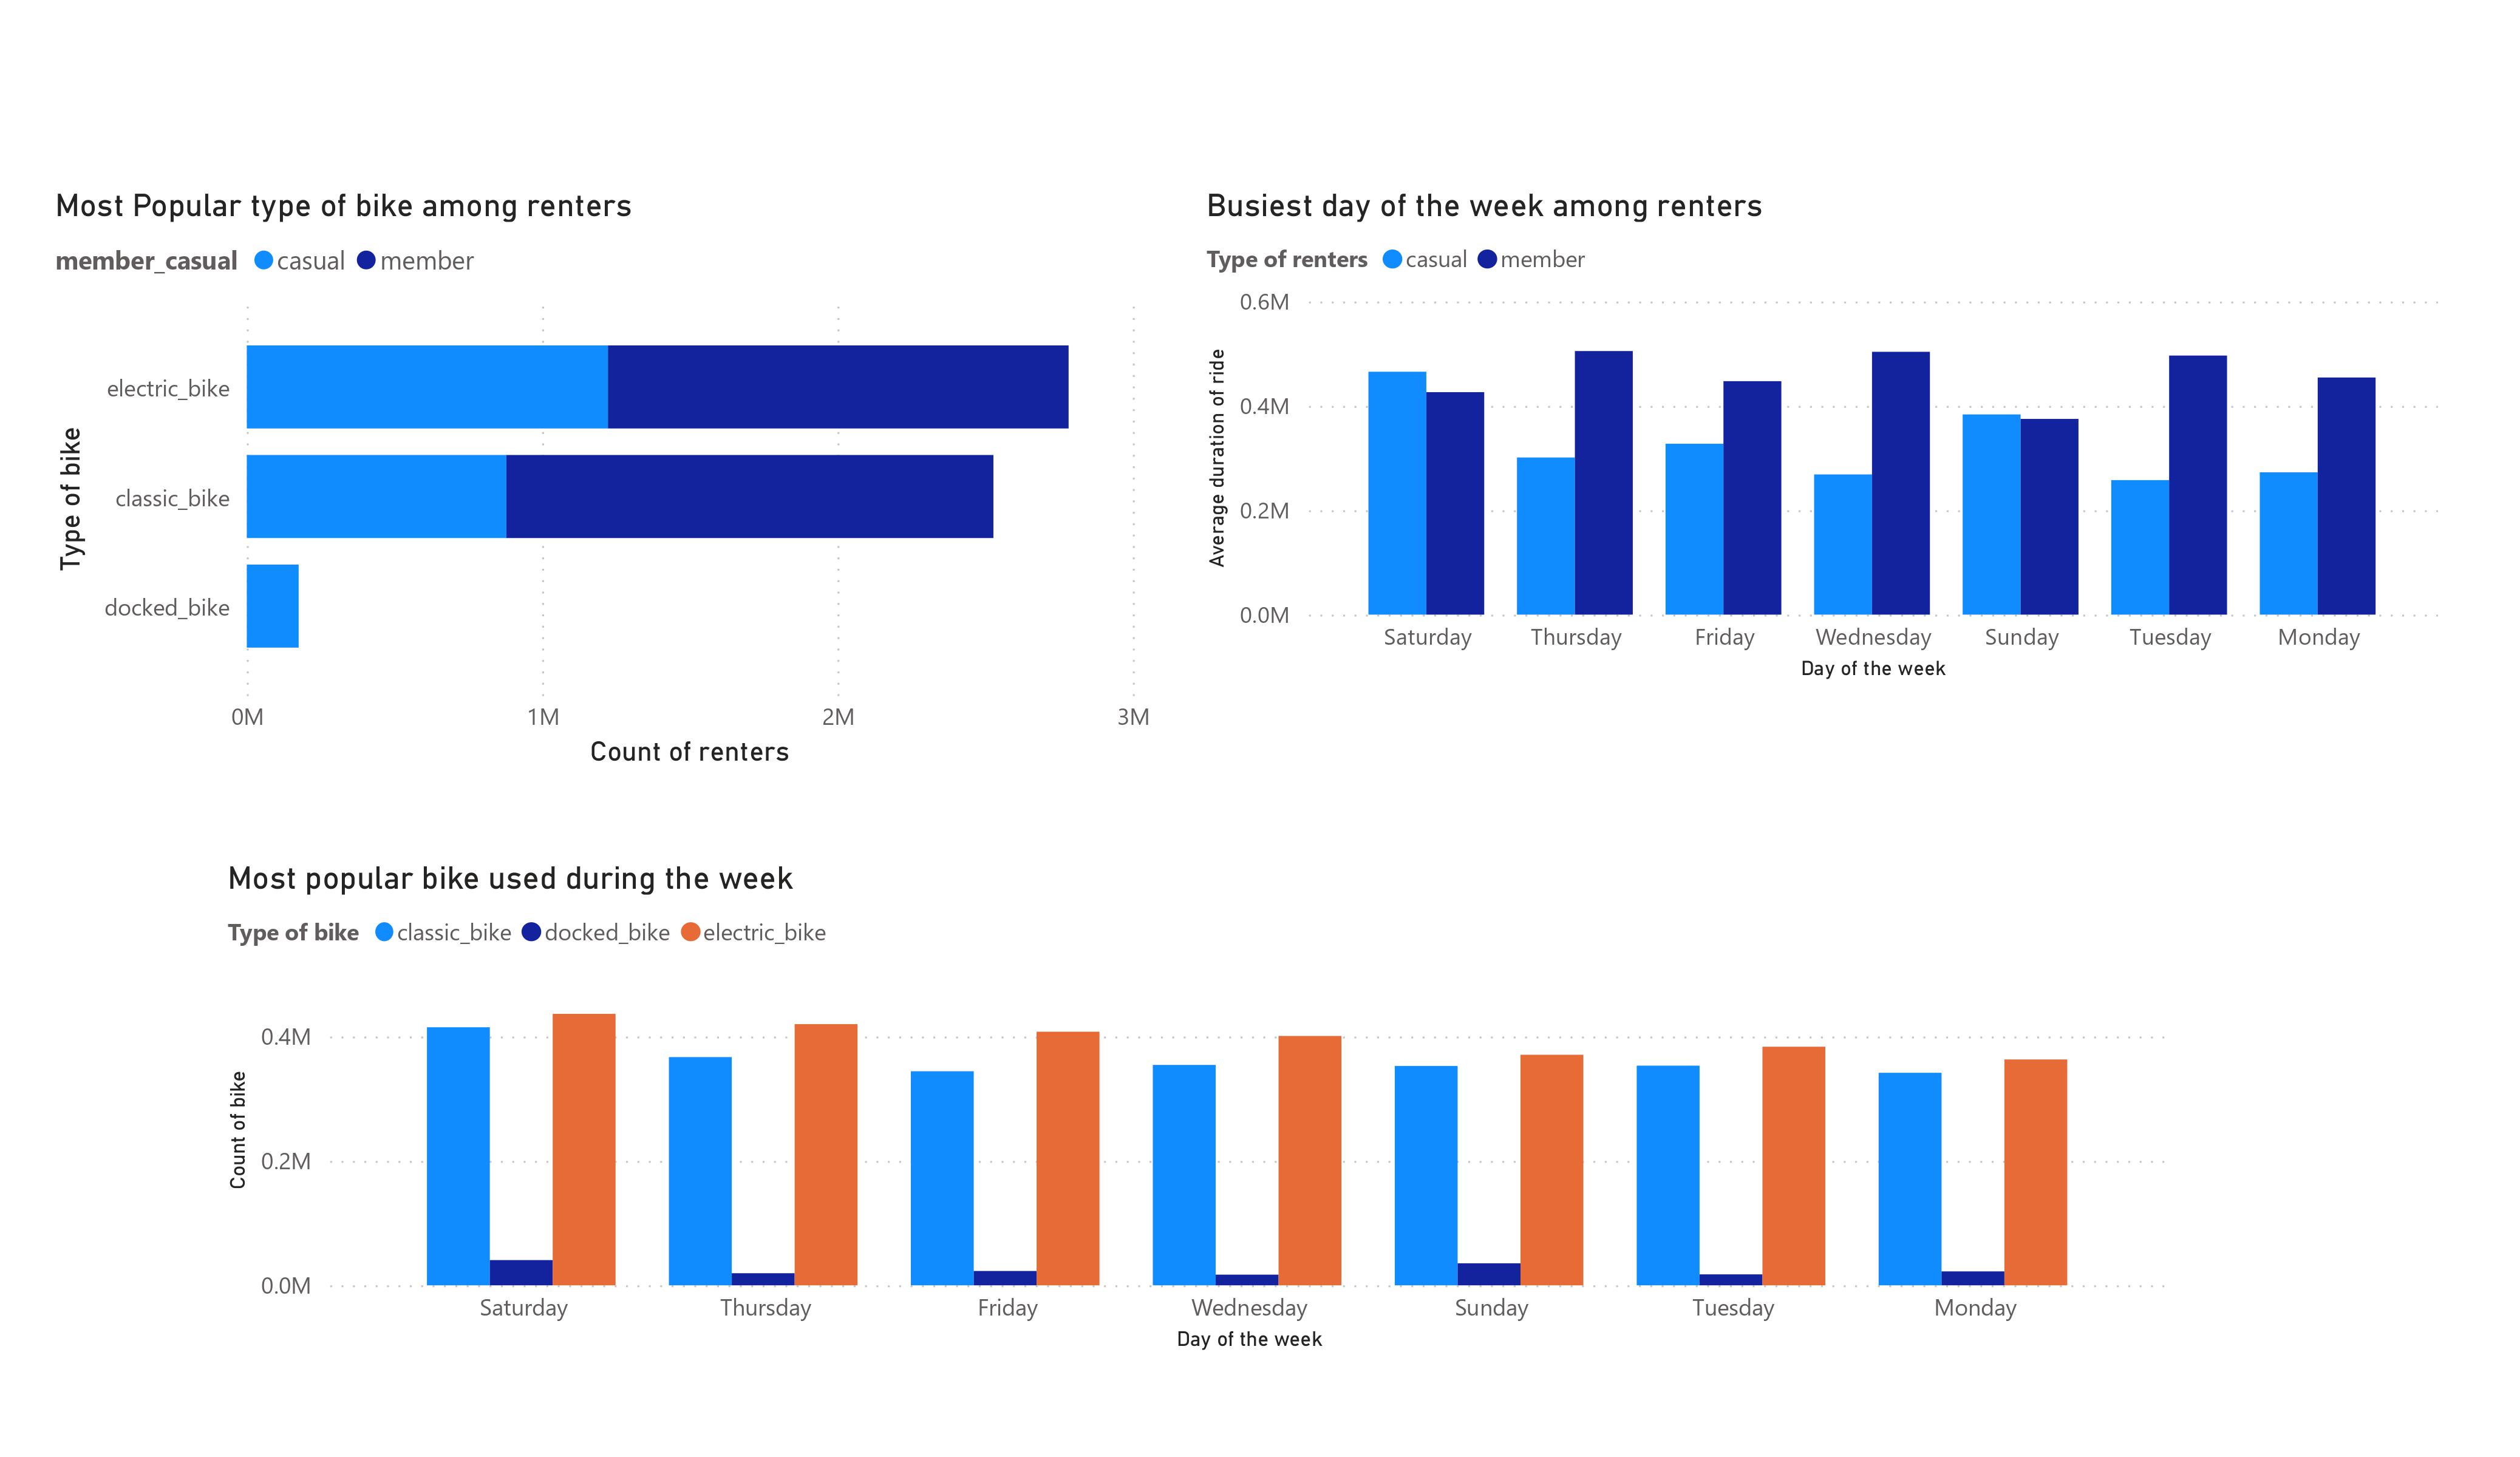 Most Popular type of bike among renters
member_casual casual member
Type of bike
electric_bike
classic_bike
docked_bike
0M 1M 2M 3M
Count of renters
Busiest day of the week among renters
Type of renters casual member
Average duration of ride
0.6M
0.4M
0.2M
0.0M
Saturday Thursday Friday Wednesday Sunday Tuesday Monday
Day of the week
Most popular bike used during the week
Type of bike classic_bike docked_bike electric_bike
Count of bike
0.4M
0.2M
0.0M
Saturday Thursday Friday Wednesday Sunday Tuesday Monday
Day of the week